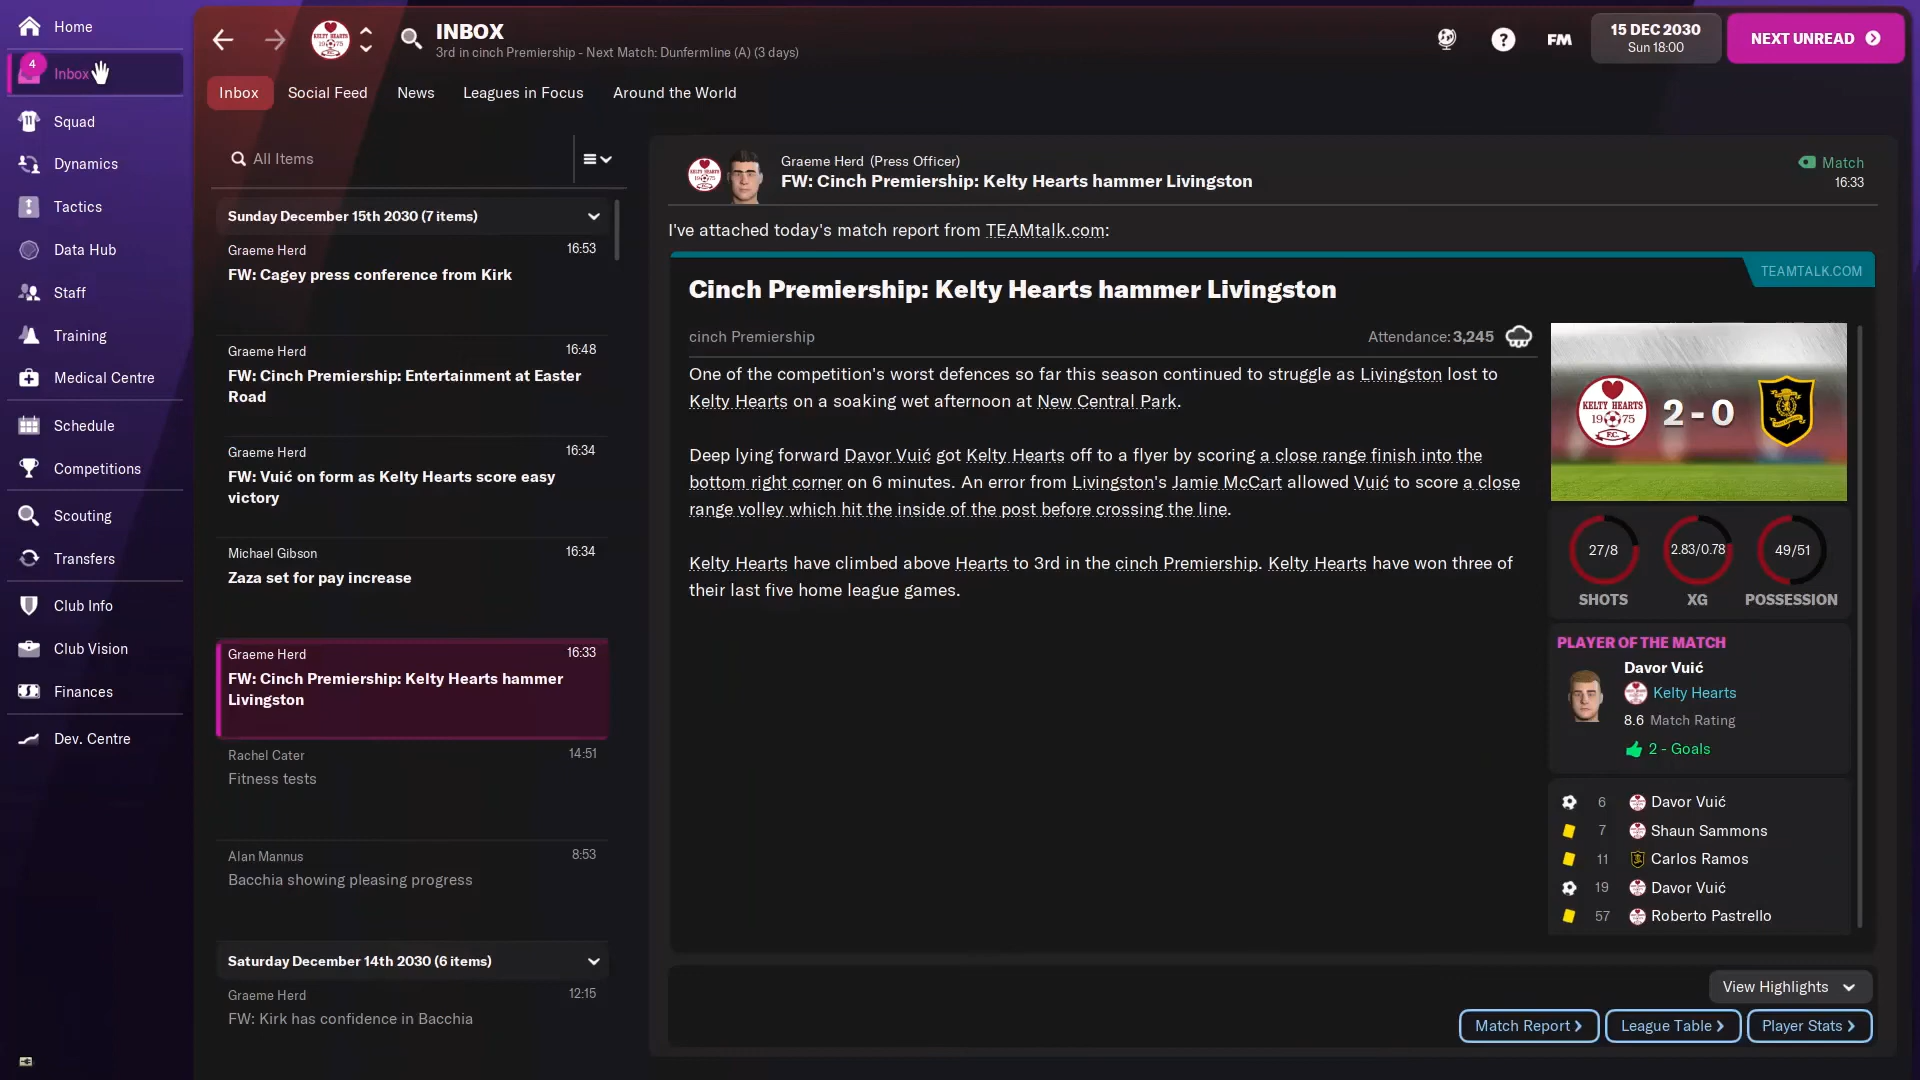 Home
4
Inbox
Squad
Dynamics
Tactics
Data Hub
Staff
Training
Medical Centre
Schedule
Competitions
Scouting
Transfers
Club Info
Club Vision
Finances
Dev. Centre
INBOX
3rd in cinch Premiership - Next Match: Dunfermline (A) (3 days)
FM
15 DEC 2030
Sun 18:00
NEXT UNREAD
Inbox
Social Feed
News
Leagues in Focus
Around the World
All Items
Sunday December 15th 2030 (7 items)
Graeme Herd 16:53
FW: Cagey press conference from Kirk
Graeme Herd 16:48
FW: Cinch Premiership: Entertainment at Easter
Road
Graeme Herd 16:34
FW: Vuić on form as Kelty Hearts score easy
victory
Michael Gibson 16:34
Zaza set for pay increase
Graeme Herd 16:33
FW: Cinch Premiership: Kelty Hearts hammer
Livingston
Rachel Cater 14:51
Fitness tests
Alan Mannus 8:53
Bacchia showing pleasing progress
Saturday December 14th 2030 (6 items)
Graeme Herd 12:15
FW: Kirk has confidence in Bacchia
Graeme Herd (Press Officer)
FW: Cinch Premiership: Kelty Hearts hammer Livingston
Match
16:33
I've attached today's match report from TEAMtalk.com:
TEAMTALK.COM
Cinch Premiership: Kelty Hearts hammer Livingston
cinch Premiership Attendance: 3,245
One of the competition's worst defences so far this season continued to struggle as Livingston lost to
Kelty Hearts on a soaking wet afternoon at New Central Park.
Deep lying forward Davor Vuić got Kelty Hearts off to a flyer by scoring a close range finish into the
bottom right corner on 6 minutes. An error from Livingston's Jamie McCart allowed Vuić to score a close
range volley which hit the inside of the post before crossing the line.
Kelty Hearts have climbed above Hearts to 3rd in the cinch Premiership. Kelty Hearts have won three of
their last five home league games.
KELTY HEARTS
1975
F.C.
2 - 0
27/8
2.83/0.78
49/51
SHOTS
XG
POSSESSION
PLAYER OF THE MATCH
Davor Vuić
Kelty Hearts
8.6 Match Rating
2 - Goals
6 Davor Vuić
7 Shaun Sammons
11 Carlos Ramos
19 Davor Vuić
57 Roberto Pastrello
View Highlights
Match Report
League Table
Player Stats